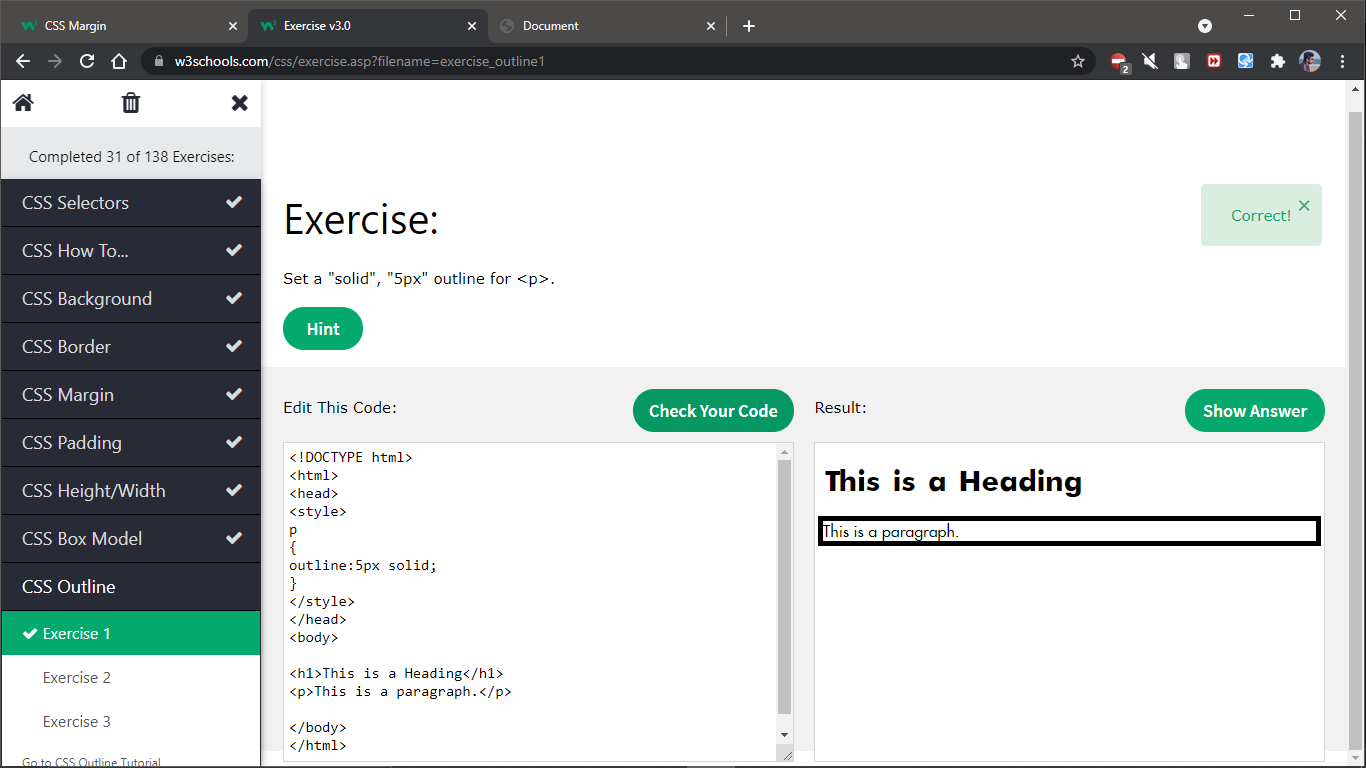 CSS Margin
Exercise v3.0
Document
w3schools.com/css/exercise.asp?filename=exercise_outline1
2
Completed 31 of 138 Exercises:
CSS Selectors
CSS How To...
CSS Background
CSS Border
CSS Margin
CSS Padding
CSS Height/Width
CSS Box Model
CSS Outline
Exercise 1
Exercise 2
Exercise 3
Go to CSS Outline Tutorial
Exercise:
Correct!
Set a "solid", "5px" outline for <p>.
Hint
Edit This Code:
Check Your Code
<!DOCTYPE html>
<html>
<head>
<style>
p
{
outline:5px solid;
}
</style>
</head>
<body>
<h1>This is a Heading</h1>
<p>This is a paragraph.</p>
</body>
</html>
Result:
Show Answer
This is a Heading
This is a paragraph.